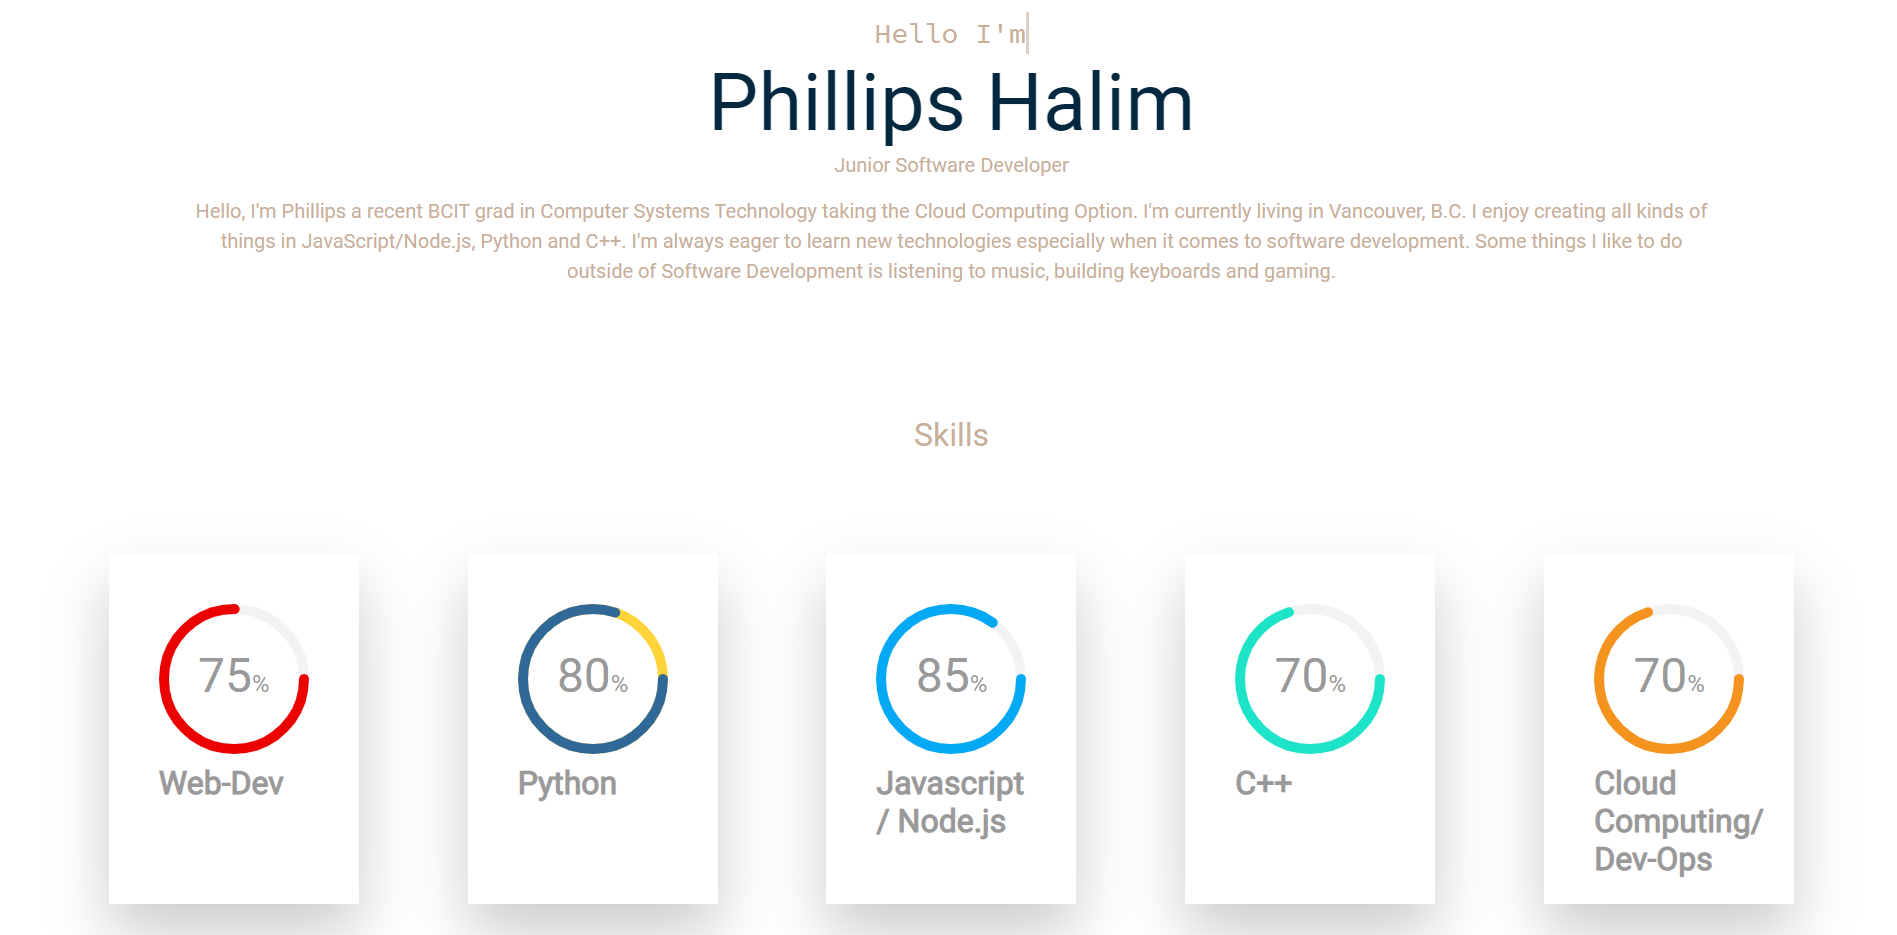 Hello I'm
Phillips Halim
Junior Software Developer
Hello, I'm Phillips a recent BCIT grad in Computer Systems Technology taking the Cloud Computing Option. I'm currently living in Vancouver, B.C. I enjoy creating all kinds of
things in JavaScript/Node.js, Python and C++. I'm always eager to learn new technologies especially when it comes to software development. Some things I like to do
outside of Software Development is listening to music, building keyboards and gaming.
Skills
75%
Web-Dev
80%
Python
85%
Javascript
/ Node.js
70%
C++
70%
Cloud
Computing/
Dev-Ops